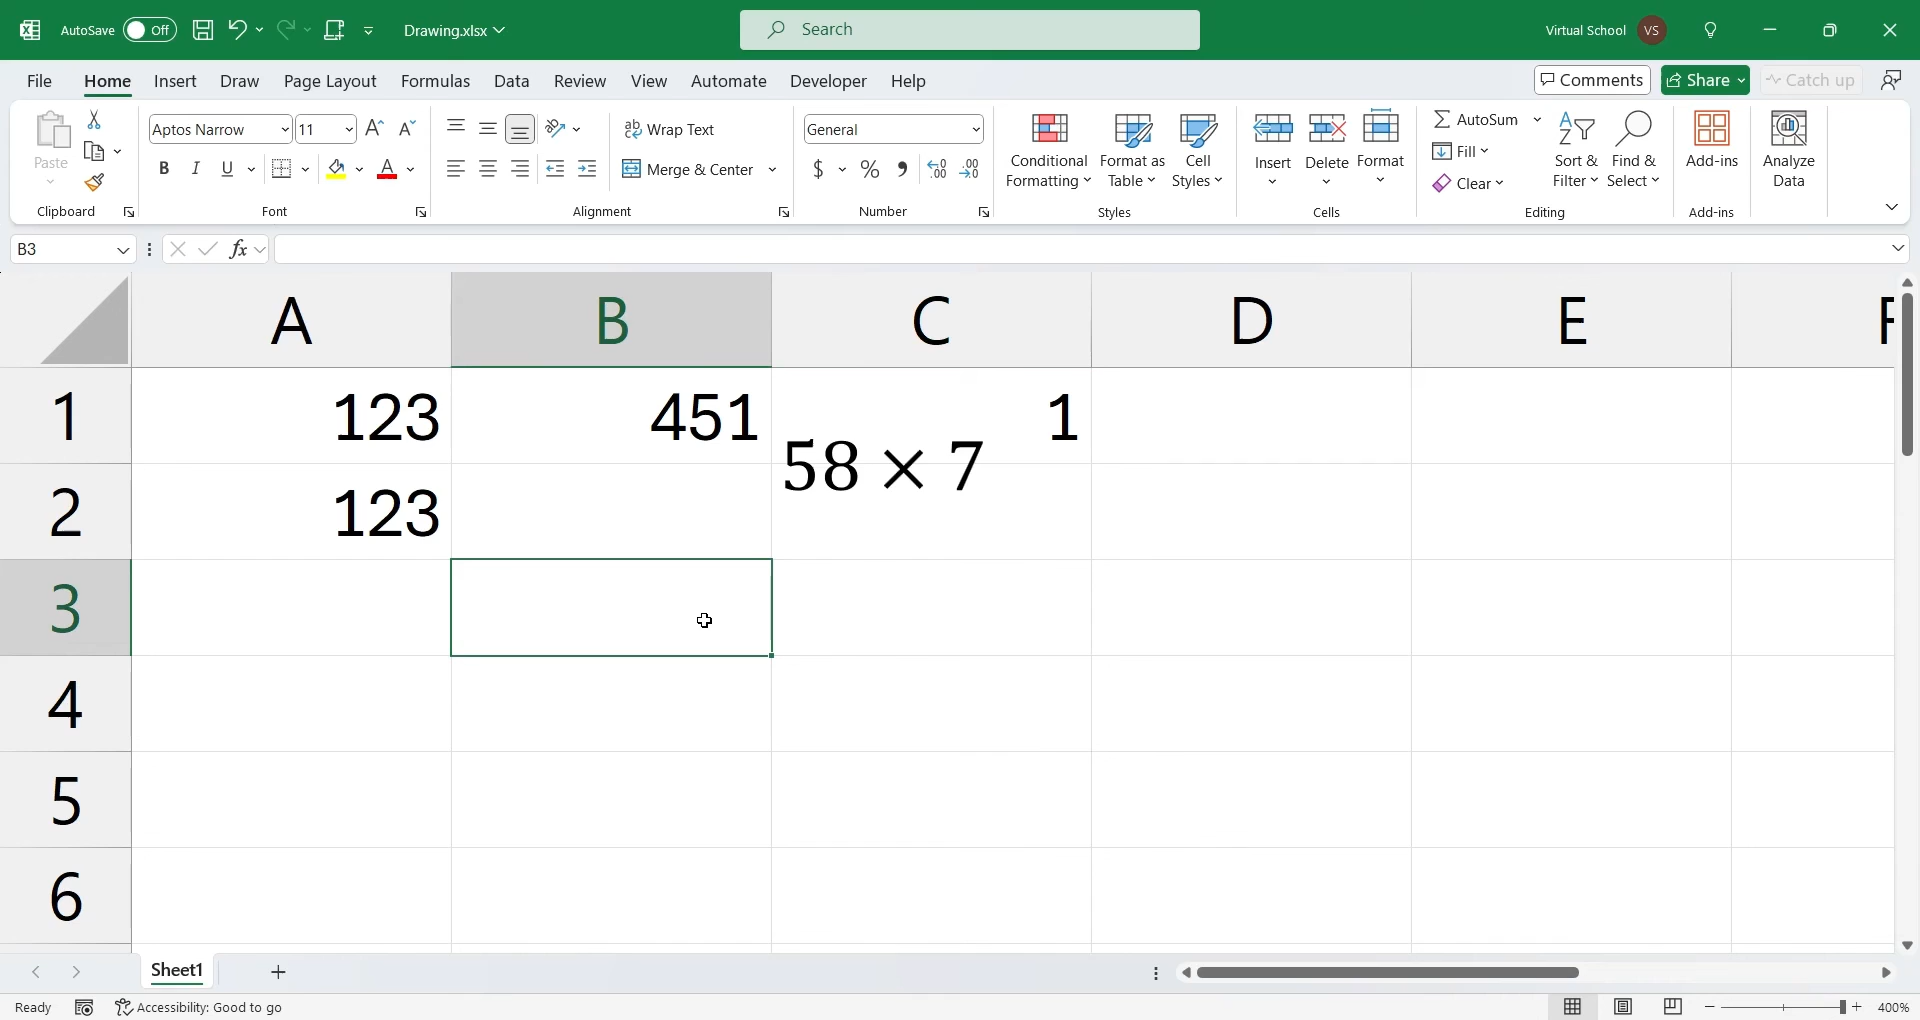 AutoSave Off Drawing.xlsx Search Virtual School VS
File Home Insert Draw Page Layout Formulas Data Review View Automate Developer Help Comments Share Catch up
Paste
Clipboard
Aptos Narrow 11
B I U A
Font
ab Wrap Text
Merge & Center
Alignment
General
$ % 9 .00
Number
Conditional Formatting
Format as Table
Cell Styles
Styles
Insert Delete Format
Cells
AutoSum
Fill
Clear
Sort & Filter
Find & Select
Editing
Add-ins
Add-ins
Analyze Data
B3 fx
A B C D E F
1 123 451 1
58 × 7
2 123
3
4
5
6
Sheet1
Ready Accessibility: Good to go 400%